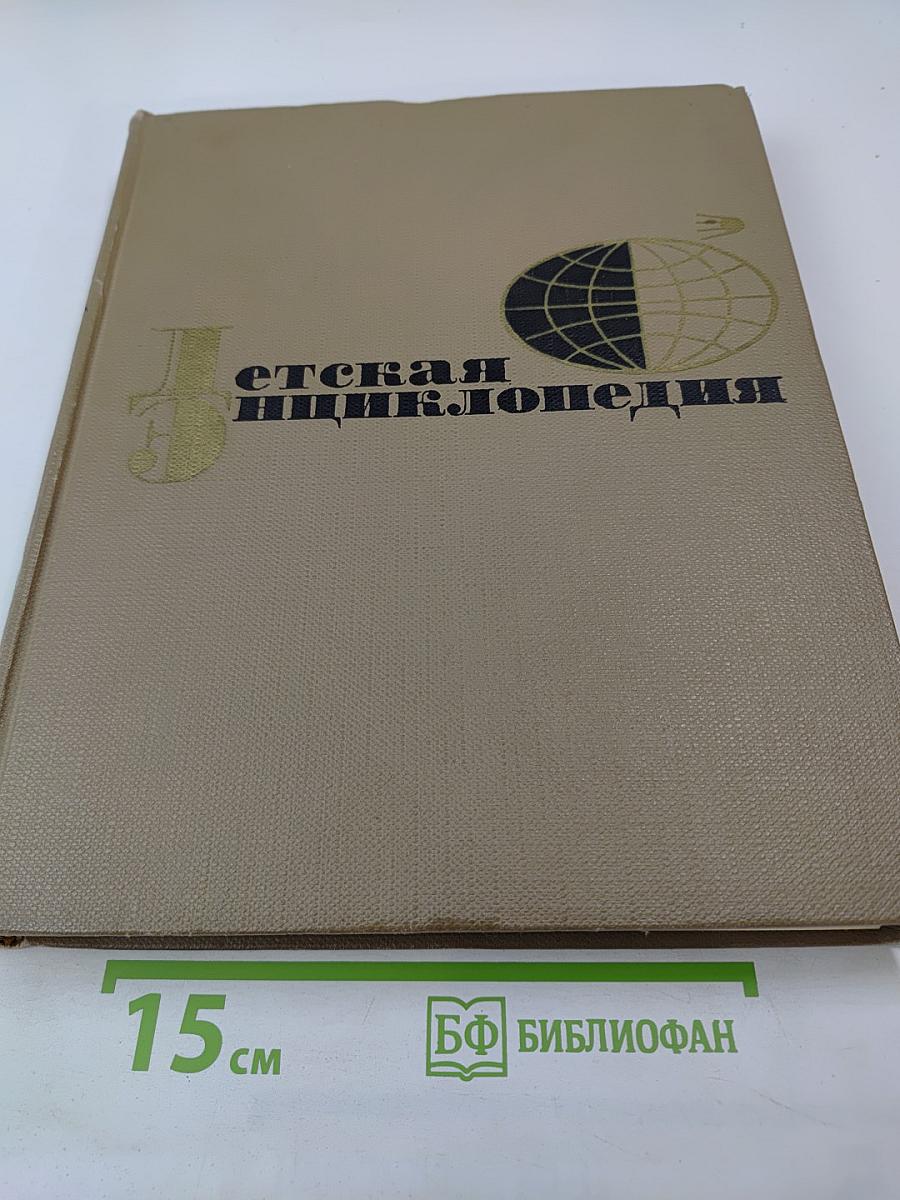 Детская
Энциклопедия
15 см
БФ БИБЛИОФАН